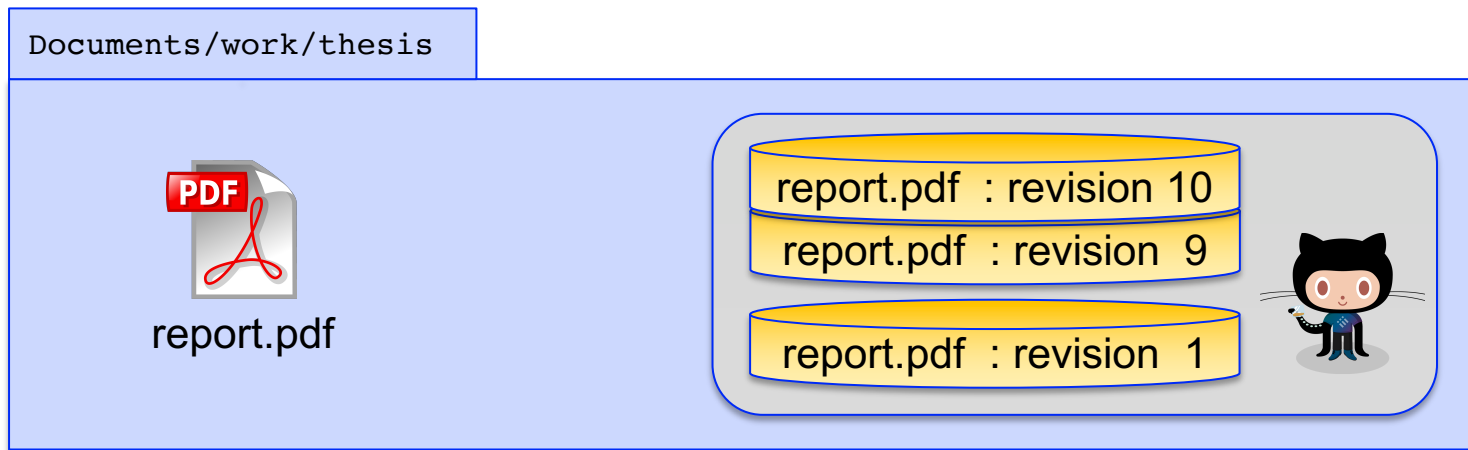 Documents/work/thesis
PDF
report.pdf
report.pdf : revision 10
report.pdf : revision 9
report.pdf : revision 1